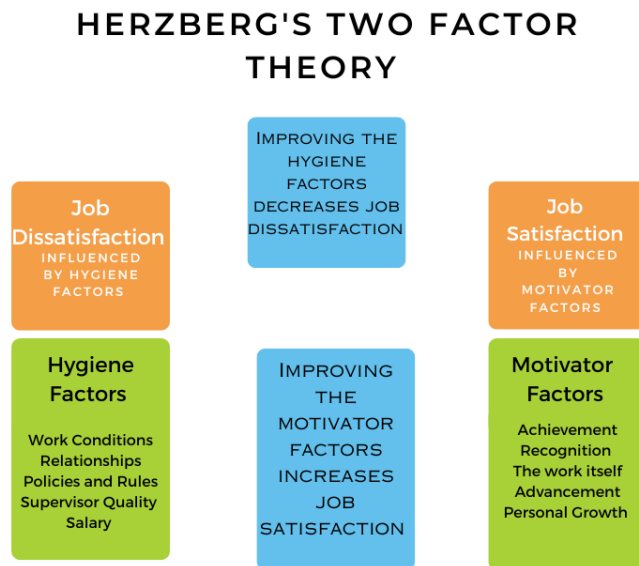 HERZBERG'S TWO FACTOR
THEORY
Job
Dissatisfaction
INFLUENCED
BY HYGIENE
FACTORS
Hygiene
Factors
Work Conditions
Relationships
Policies and Rules
Supervisor Quality
Salary
IMPROVING THE
HYGIENE
FACTORS
DECREASES JOB
DISSATISFACTION
IMPROVING
THE
MOTIVATOR
FACTORS
INCREASES
JOB
SATISFACTION
Job
Satisfaction
INFLUENCED
BY
MOTIVATOR
FACTORS
Motivator
Factors
Achievement
Recognition
The work itself
Advancement
Personal Growth